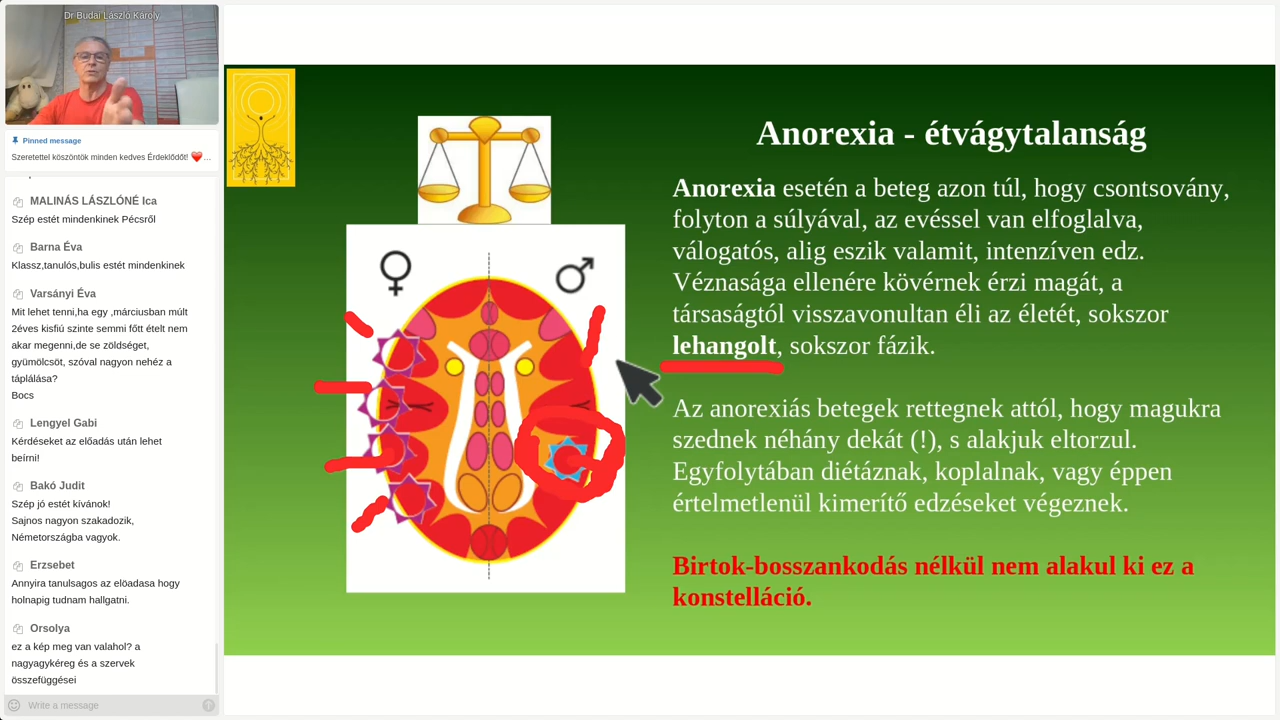 Dr Budai László Károly
Pinned message
Szeretettel köszöntök minden kedves Érdeklődőt! ❤️...
MALINÁS LÁSZLÓNÉ Ica
Szép estét mindenkinek Pécsről
Barna Éva
Klassz,tanulós,bulis estét mindenkinek
Varsányi Éva
Mit lehet tenni,ha egy ,márciusban múlt
2éves kisfiú szinte semmi főtt ételt nem
akar megenni,de se zöldséget,
gyümölcsöt, szóval nagyon nehéz a
táplálása?
Bocs
Lengyel Gabi
Kérdéseket az előadás után lehet
beírni!
Bakó Judit
Szép jó estét kívánok!
Sajnos nagyon szakadozik,
Németországba vagyok.
Erzsebet
Annyira tanulsagos az elöadasa hogy
holnapig tudnam hallgatni.
Orsolya
ez a kép meg van valahol? a
nagyagykéreg és a szervek
összefüggései
Write a message
Anorexia - étvágytalanság
Anorexia esetén a beteg azon túl, hogy csontsovány,
folyton a súlyával, az evéssel van elfoglalva,
válogatós, alig eszik valamit, intenzíven edz.
Véznasága ellenére kövérnek érzi magát, a
társaságtól visszavonultan éli az életét, sokszor
lehangolt, sokszor fázik.
Az anorexiás betegek rettegnek attól, hogy magukra
szednek néhány dekát (!), s alakjuk eltorzul.
Egyfolytában diétáznak, koplalnak, vagy éppen
értelmetlenül kimerítő edzéseket végeznek.
Birtok-bosszankodás nélkül nem alakul ki ez a
konstelláció.